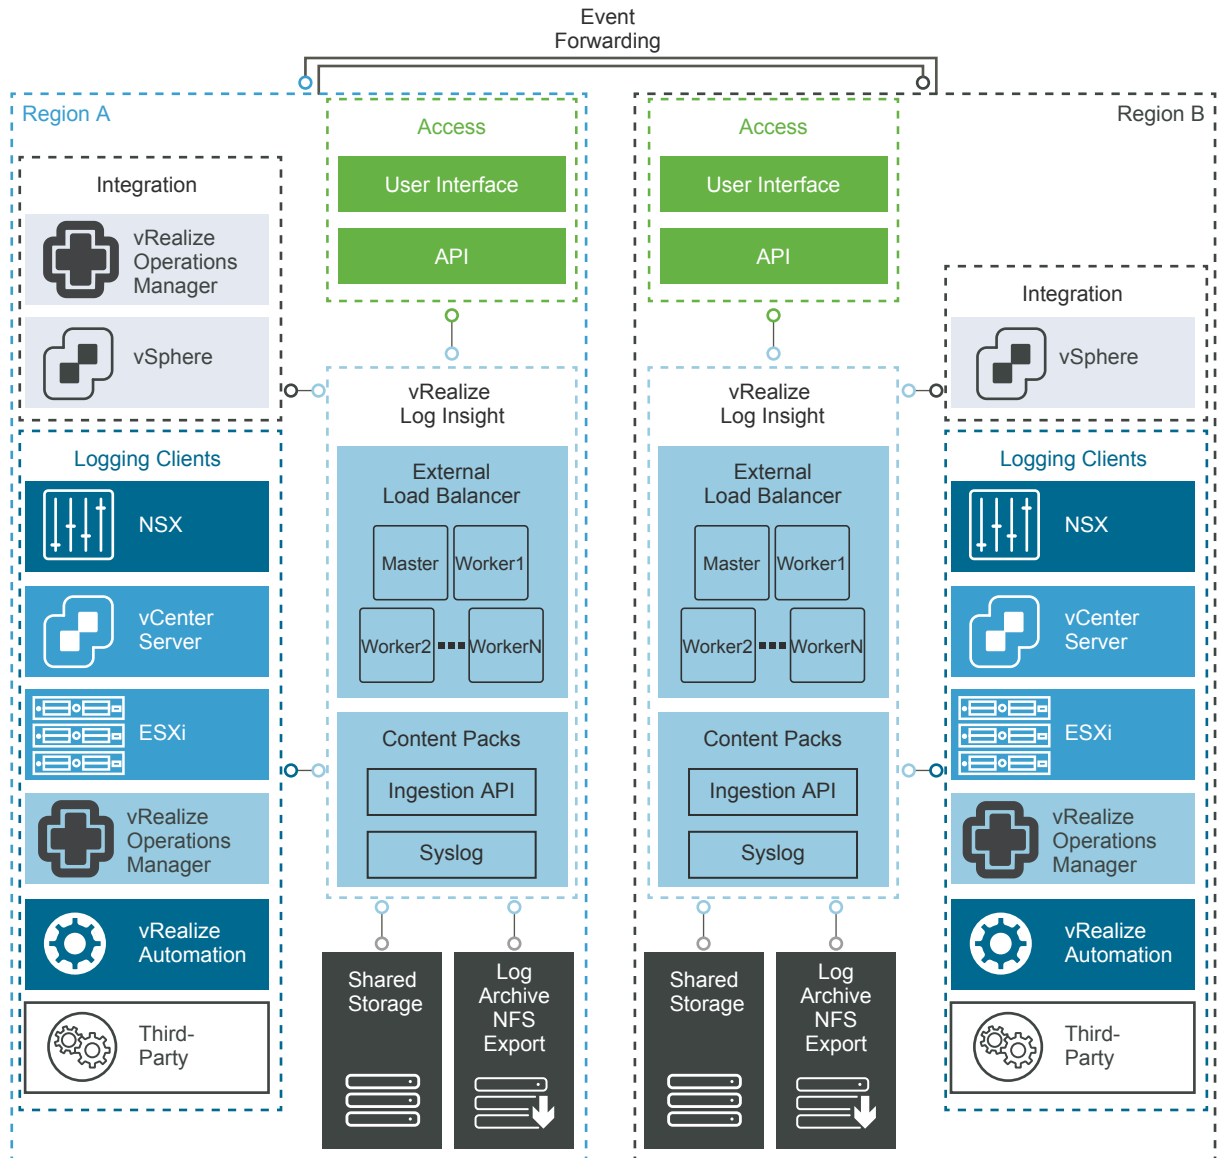 Event
Forwarding
Region A
Integration
vRealize
Operations
Manager
vSphere
Logging Clients
NSX
vCenter
Server
ESXi
vRealize
Operations
Manager
vRealize
Automation
Third-
Party
Access
User Interface
API
vRealize
Log Insight
External
Load Balancer
Master
Worker1
Worker2
WorkerN
Content Packs
Ingestion API
Syslog
Shared
Storage
Log
Archive
NFS
Export
Region B
Access
User Interface
API
vRealize
Log Insight
External
Load Balancer
Master
Worker1
Worker2
WorkerN
Content Packs
Ingestion API
Syslog
Shared
Storage
Log
Archive
NFS
Export
Integration
vSphere
Logging Clients
NSX
vCenter
Server
ESXi
vRealize
Operations
Manager
vRealize
Automation
Third-
Party